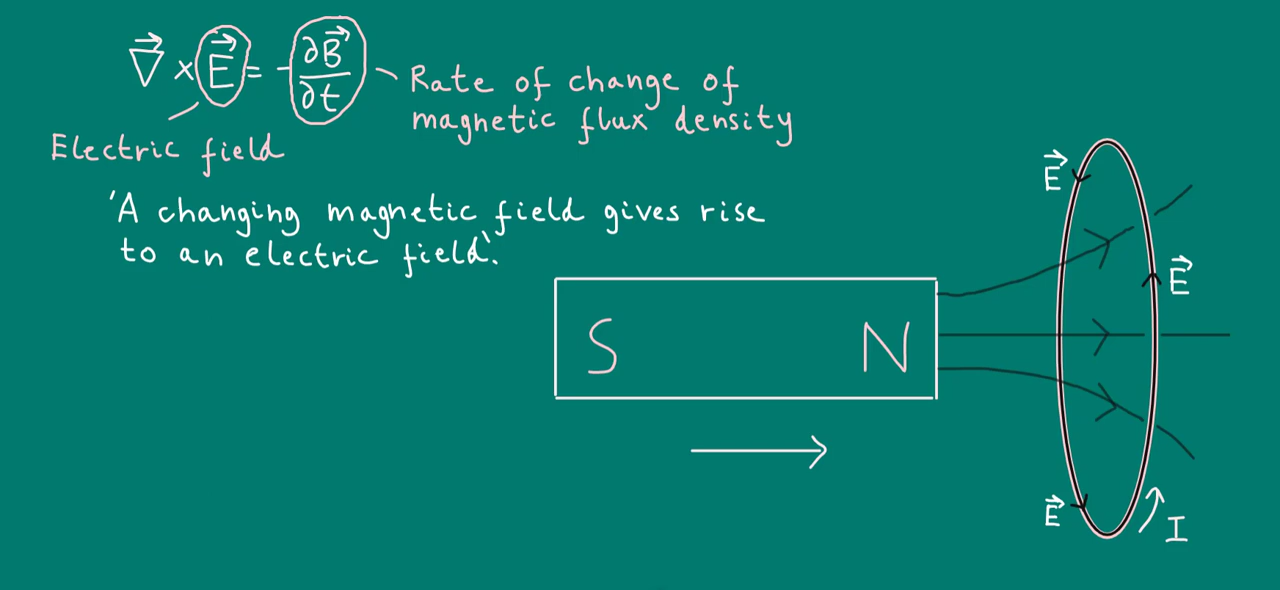 ∇⃗ × E⃗ = - ∂B⃗/∂t
Rate of change of
magnetic flux density
Electric field
'A changing magnetic field gives rise
to an electric field'.
E⃗
E⃗
S N
E⃗
I